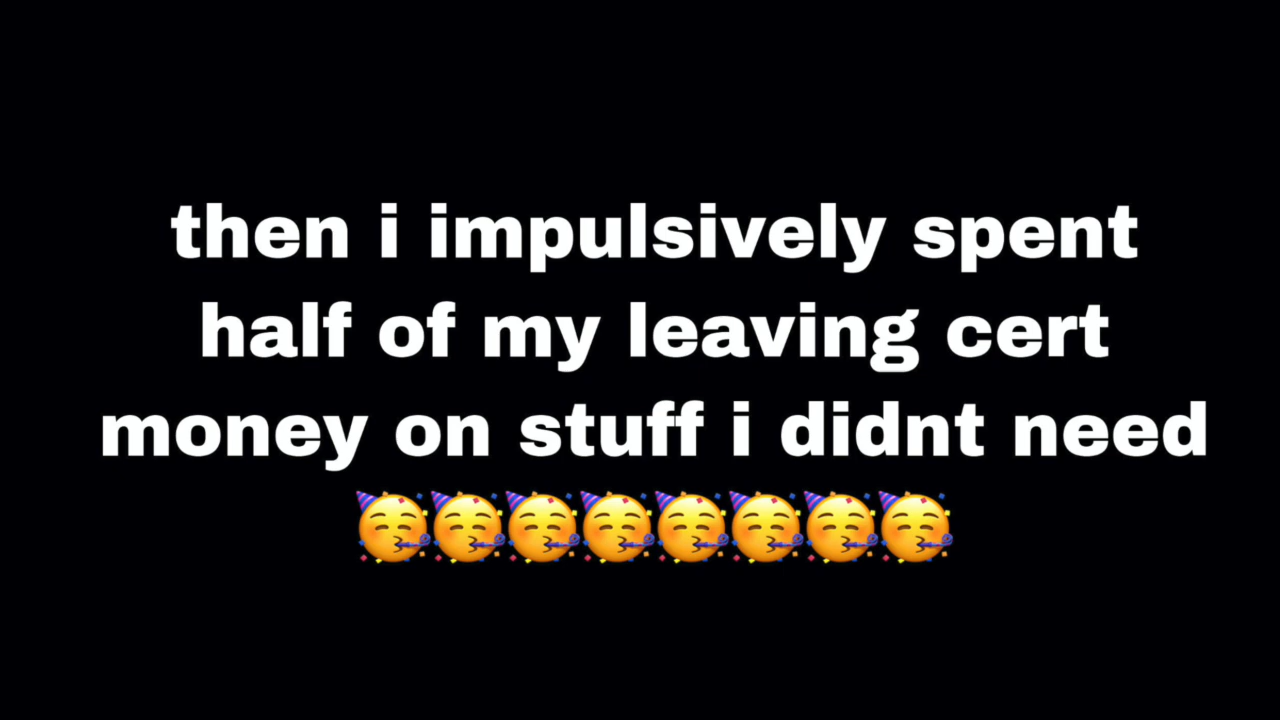 then i impulsively spent
half of my leaving cert
money on stuff i didnt need
🥳🥳🥳🥳🥳🥳🥳🥳